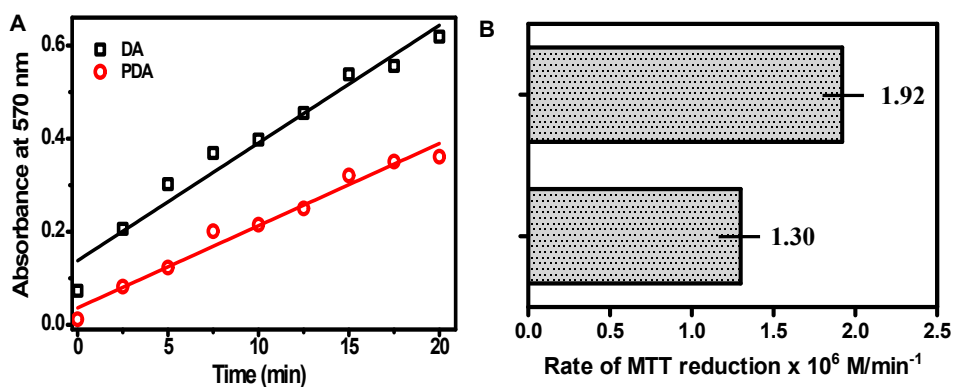 A
DA
PDA
0.6
0.4
0.2
0.0
Absorbance at 570 nm
0 5 10 15 20
Time (min)
B
1.92
1.30
0.0 0.5 1.0 1.5 2.0 2.5
Rate of MTT reduction x 10⁶ M/min⁻¹